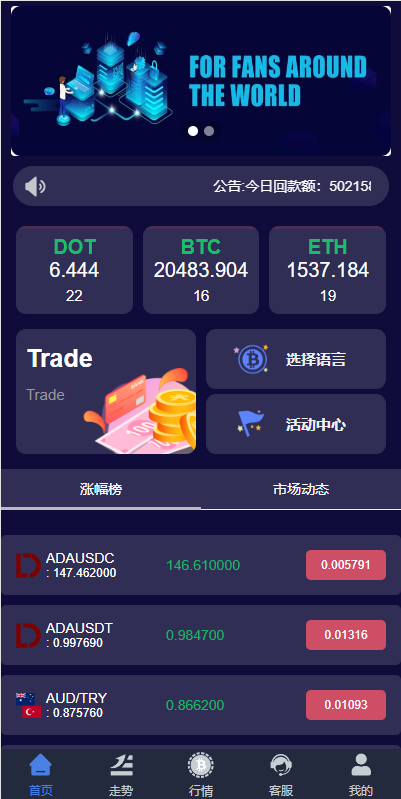 FOR FANS AROUND
THE WORLD
公告:今日回款额：502158
DOT
6.444
22
BTC
20483.904
16
ETH
1537.184
19
Trade
Trade
选择语言
活动中心
涨幅榜
市场动态
ADAUSDC
: 147.462000
146.610000
0.005791
ADAUSDT
: 0.997690
0.984700
0.01316
AUD/TRY
: 0.875760
0.866200
0.01093
首页
走势
行情
客服
我的